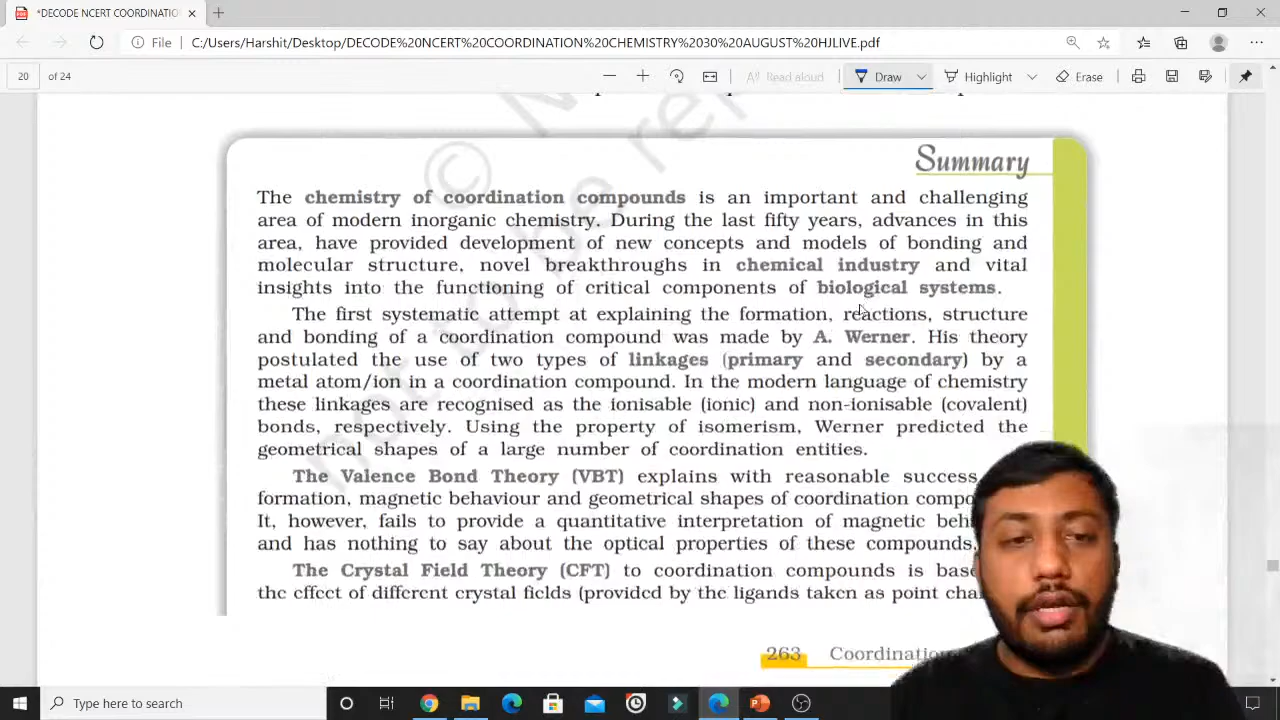 *DECODE NCERT COORDINATION
File C:/Users/Harshit/Desktop/DECODE%20NCERT%20COORDINATION%20CHEMISTRY%2030%20AUGUST%20HJLIVE.pdf
20 of 24 Read aloud Draw Highlight Erase
© N
not to be re
Summary
The chemistry of coordination compounds is an important and challenging
area of modern inorganic chemistry. During the last fifty years, advances in this
area, have provided development of new concepts and models of bonding and
molecular structure, novel breakthroughs in chemical industry and vital
insights into the functioning of critical components of biological systems.
The first systematic attempt at explaining the formation, reactions, structure
and bonding of a coordination compound was made by A. Werner. His theory
postulated the use of two types of linkages (primary and secondary) by a
metal atom/ion in a coordination compound. In the modern language of chemistry
these linkages are recognised as the ionisable (ionic) and non-ionisable (covalent)
bonds, respectively. Using the property of isomerism, Werner predicted the
geometrical shapes of a large number of coordination entities.
The Valence Bond Theory (VBT) explains with reasonable success,
formation, magnetic behaviour and geometrical shapes of coordination compo
It, however, fails to provide a quantitative interpretation of magnetic beh
and has nothing to say about the optical properties of these compounds.
The Crystal Field Theory (CFT) to coordination compounds is base
the effect of different crystal fields (provided by the ligands taken as point cha
263 Coordination
Type here to search